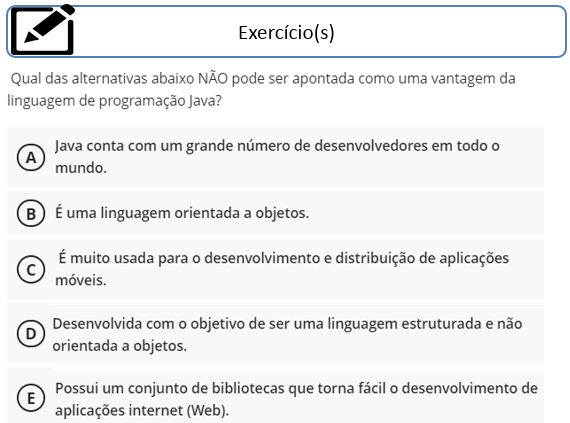 Exercício(s)
Qual das alternativas abaixo NÃO pode ser apontada como uma vantagem da
linguagem de programação Java?
A
Java conta com um grande número de desenvolvedores em todo o
mundo.
B
É uma linguagem orientada a objetos.
C
É muito usada para o desenvolvimento e distribuição de aplicações
móveis.
D
Desenvolvida com o objetivo de ser uma linguagem estruturada e não
orientada a objetos.
E
Possui um conjunto de bibliotecas que torna fácil o desenvolvimento de
aplicações internet (Web).